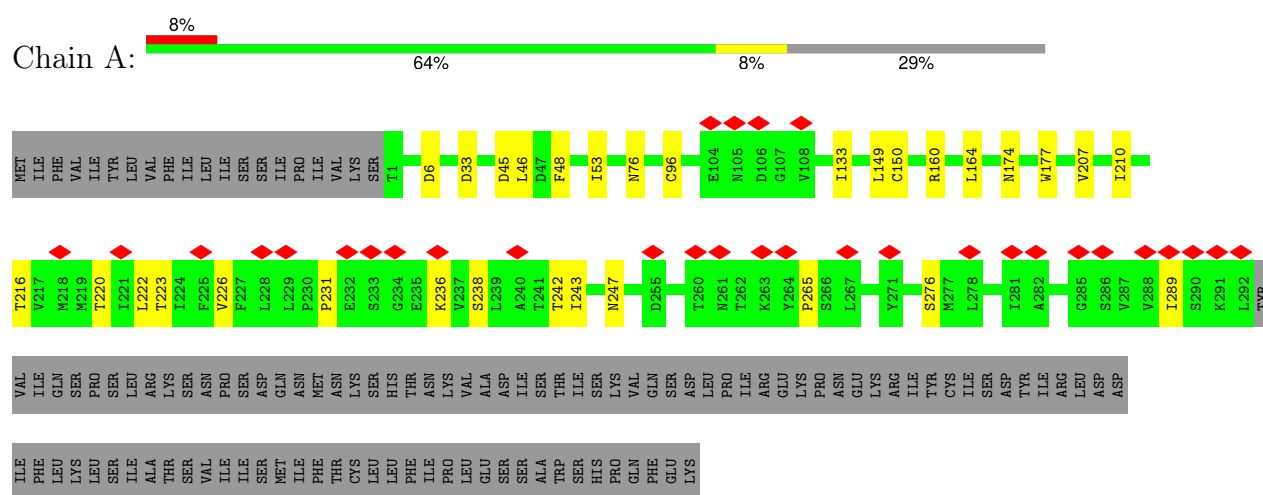 8%
Chain A:
64% 8% 29%
MET ILE PHE VAL ILE TYR LEU VAL PHE ILE LEU ILE SER SER ILE PRO ILE VAL LYS SER T1 D6 D33 D45 L46 D47 F48 I53 N76 C96 E104 N105 D106 G107 V108 I133 L149 C150 R160 L164 N174 W177 V207 I210
T216 V217 M218 M219 T220 I221 L222 T223 I224 F225 V226 F227 L228 L229 P230 P231 E232 S233 G234 E235 K236 V237 S238 L239 A240 T241 T242 I243 N247 D255 T260 N261 T262 K263 Y264 P265 S266 L267 Y271 S276 M277 L278 I281 A282 G285 S286 V287 V288 I289 S290 K291 L292 TYR
VAL ILE GLN SER PRO SER LEU ARG LYS SER ASN PRO SER ASP GLN ASN MET ASN LYS SER HIS THR ASN LYS VAL ALA ASP ILE SER THR ILE SER LYS VAL GLN SER ASP LEU PRO ILE ARG GLU LYS PRO ASN GLU LYS ARG ILE TYR CYS ILE SER ASP TYR ILE ARG LEU ASP ASP
ILE PHE LEU LYS LEU SER ILE ALA THR SER VAL ILE ILE SER MET ILE PHE THR CYS LEU LEU PHE ILE PRO LEU GLU SER SER ALA TRP SER HIS PRO GLN PHE GLU LYS